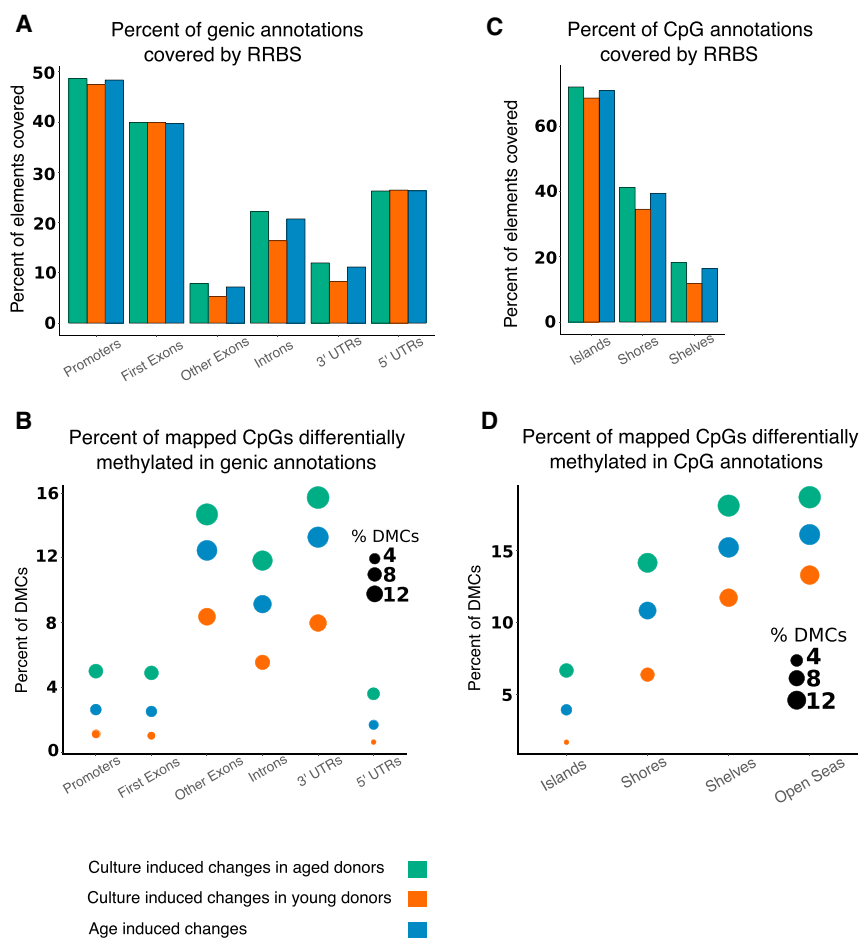 A
Percent of genic annotations
covered by RRBS
Percent of elements covered
50
40
30
20
10
0
Promoters
First Exons
Other Exons
Introns
3' UTRs
5' UTRs
C
Percent of CpG annotations
covered by RRBS
Percent of elements covered
60
40
20
0
Islands
Shores
Shelves
B
Percent of mapped CpGs differentially
methylated in genic annotations
Percent of DMCs
16
12
8
4
0
% DMCs
4
8
12
Promoters
First Exons
Other Exons
Introns
3' UTRs
5' UTRs
D
Percent of mapped CpGs differentially
methylated in CpG annotations
Percent of DMCs
15
10
5
% DMCs
4
8
12
Islands
Shores
Shelves
Open Seas
Culture induced changes in aged donors
Culture induced changes in young donors
Age induced changes